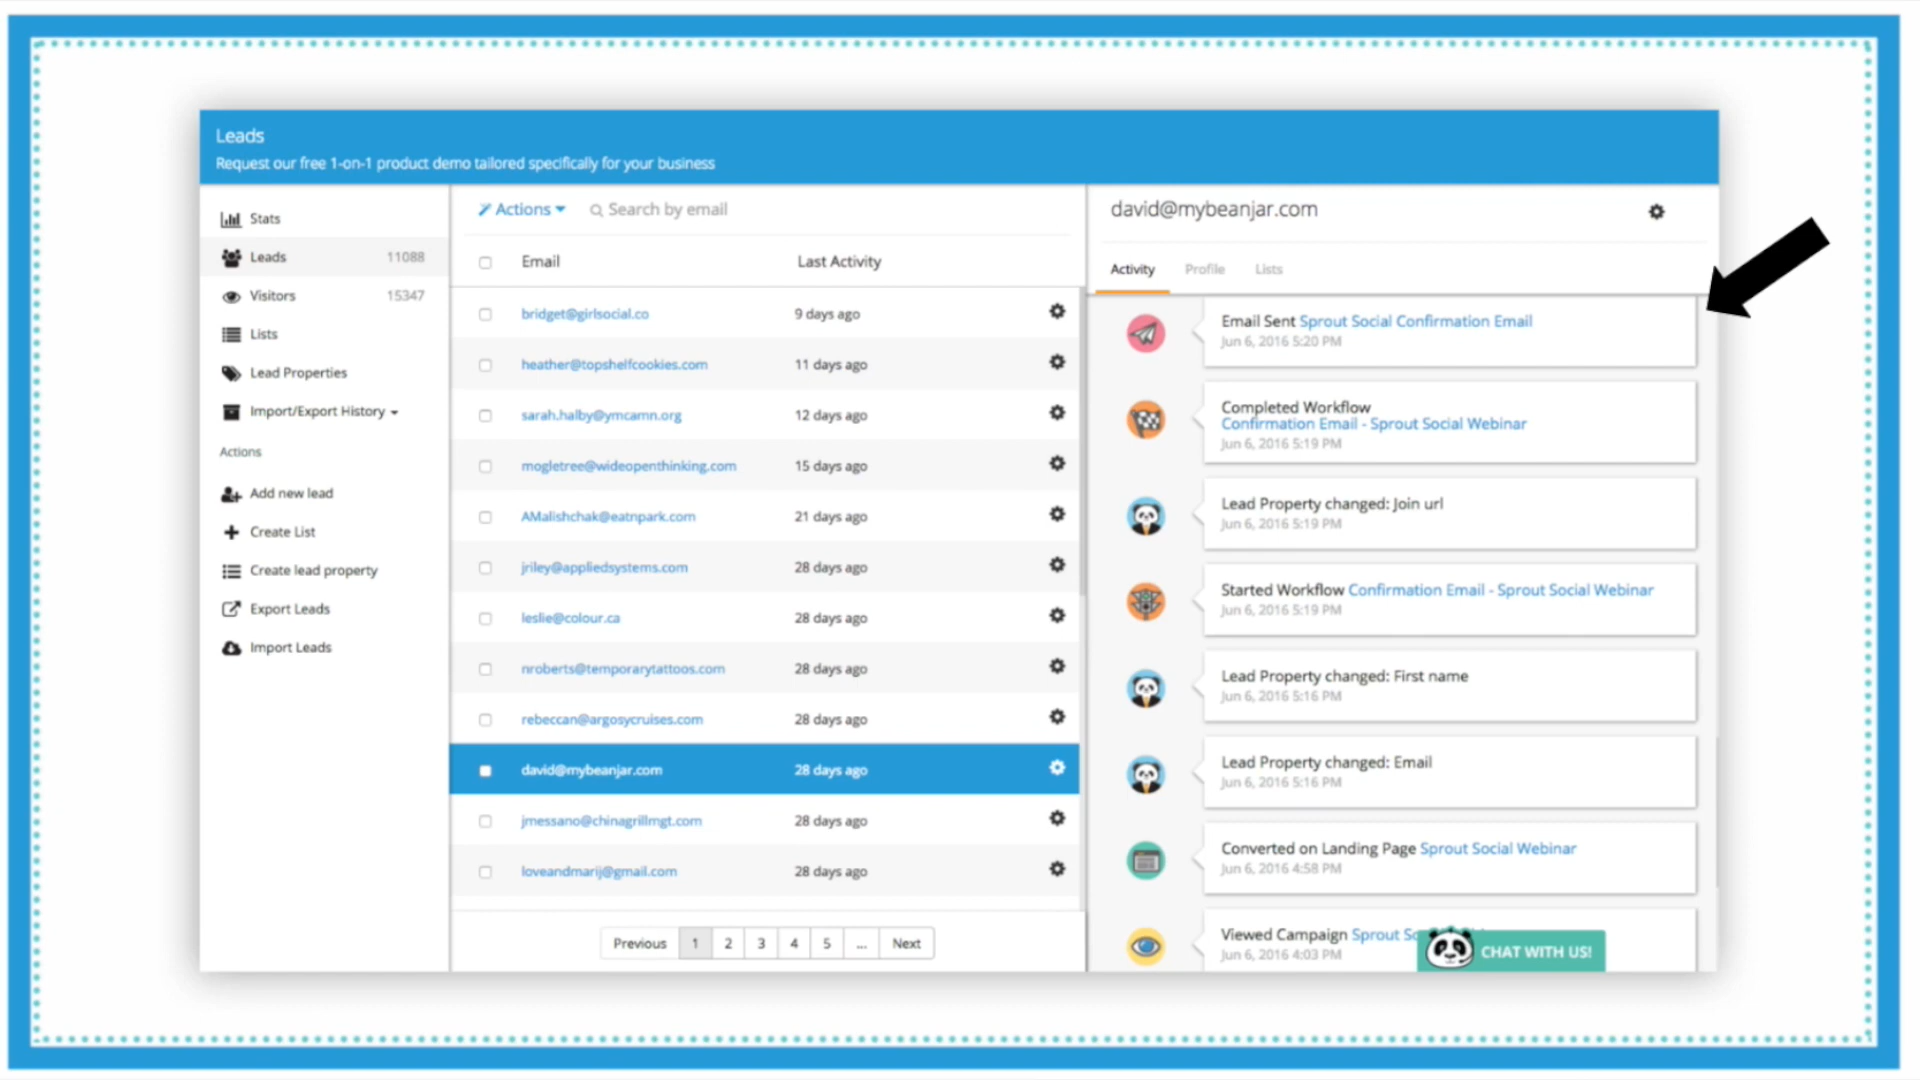 Leads
Request our free 1-on-1 product demo tailored specifically for your business
Stats
Leads 11088
Visitors 15347
Lists
Lead Properties
Import/Export History
Actions
Add new lead
Create List
Create lead property
Export Leads
Import Leads
Actions Search by email
Email Last Activity
bridget@girlsocial.co 9 days ago
heather@topshelfcookies.com 11 days ago
sarah.halby@ymcamn.org 12 days ago
mogletree@wideopenthinking.com 15 days ago
AMalishchak@eatnpark.com 21 days ago
jriley@appliedsystems.com 28 days ago
leslie@colour.ca 28 days ago
nroberts@temporarytattoos.com 28 days ago
rebeccan@argosycruises.com 28 days ago
david@mybeanjar.com 28 days ago
jmessano@chinagrillmgt.com 28 days ago
loveandmarij@gmail.com 28 days ago
Previous 1 2 3 4 5 ... Next
david@mybeanjar.com
Activity Profile Lists
Email Sent Sprout Social Confirmation Email
Jun 6, 2016 5:20 PM
Completed Workflow
Confirmation Email - Sprout Social Webinar
Jun 6, 2016 5:19 PM
Lead Property changed: Join url
Jun 6, 2016 5:19 PM
Started Workflow Confirmation Email - Sprout Social Webinar
Jun 6, 2016 5:19 PM
Lead Property changed: First name
Jun 6, 2016 5:16 PM
Lead Property changed: Email
Jun 6, 2016 5:16 PM
Converted on Landing Page Sprout Social Webinar
Jun 6, 2016 4:58 PM
Viewed Campaign Sprout
Jun 6, 2016 4:03 PM
CHAT WITH US!